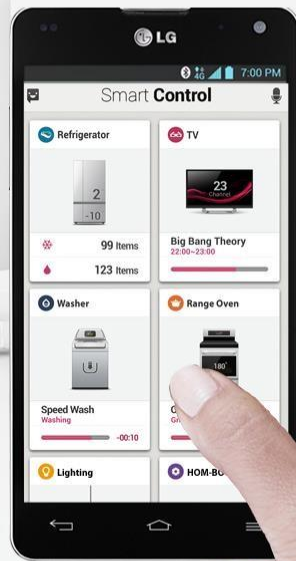 LG
4G 7:00 PM
Smart Control
Refrigerator
2
-10
99 Items
123 Items
TV
23
Channel
Big Bang Theory
22:00~23:00
Washer
Speed Wash
Washing
-00:10
Range Oven
180°
Lighting
HOM-BO